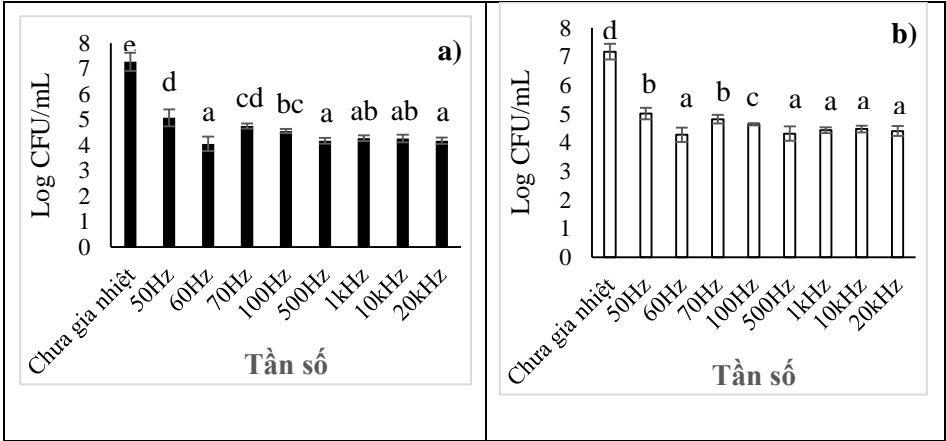 a)
Log CFU/mL
8
7
6
5
4
3
2
1
0
e
d
a
cd
bc
a
ab
ab
a
Chưa gia nhiệt
50Hz
60Hz
70Hz
100Hz
500Hz
1kHz
10kHz
20kHz
Tần số
b)
Log CFU/mL
8
7
6
5
4
3
2
1
0
d
b
a
b
c
a
a
a
a
Chưa gia nhiệt
50Hz
60Hz
70Hz
100Hz
500Hz
1kHz
10kHz
20kHz
Tần số